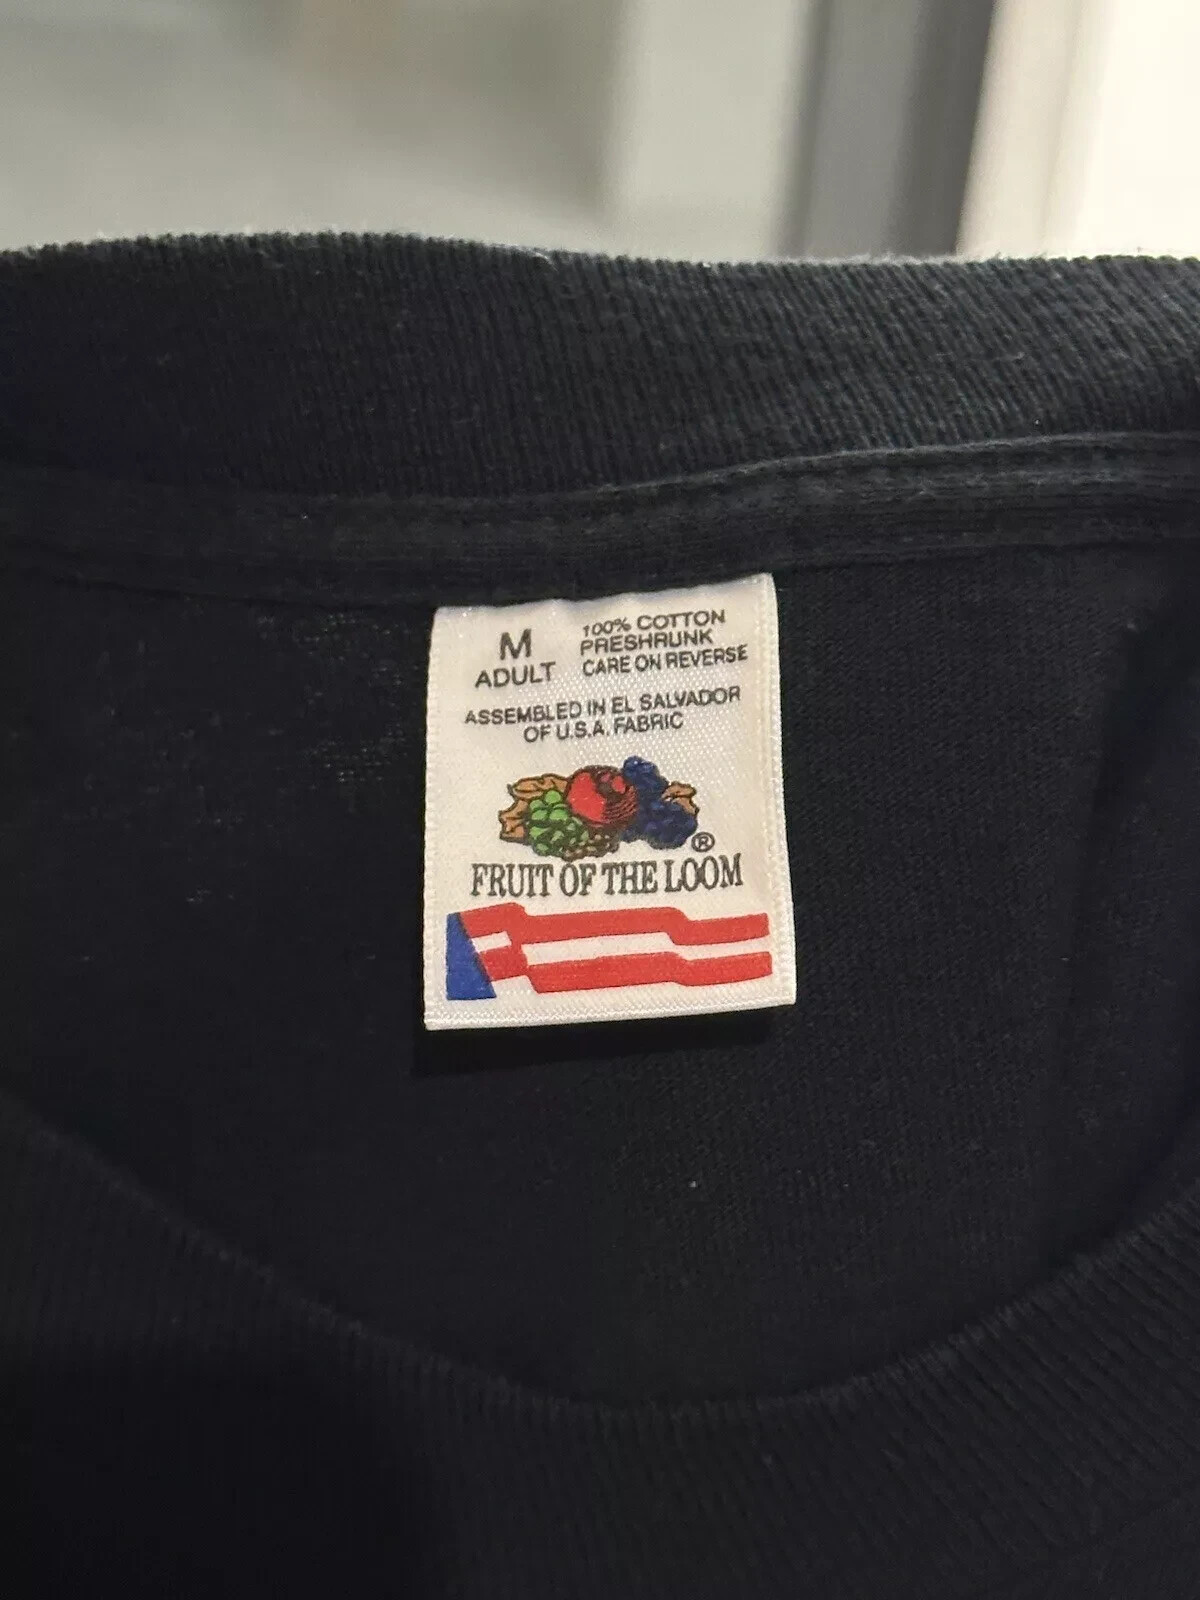 M
ADULT
100% COTTON
PRESHRUNK
CARE ON REVERSE
ASSEMBLED IN EL SALVADOR
OF U.S.A. FABRIC
®
FRUIT OF THE LOOM